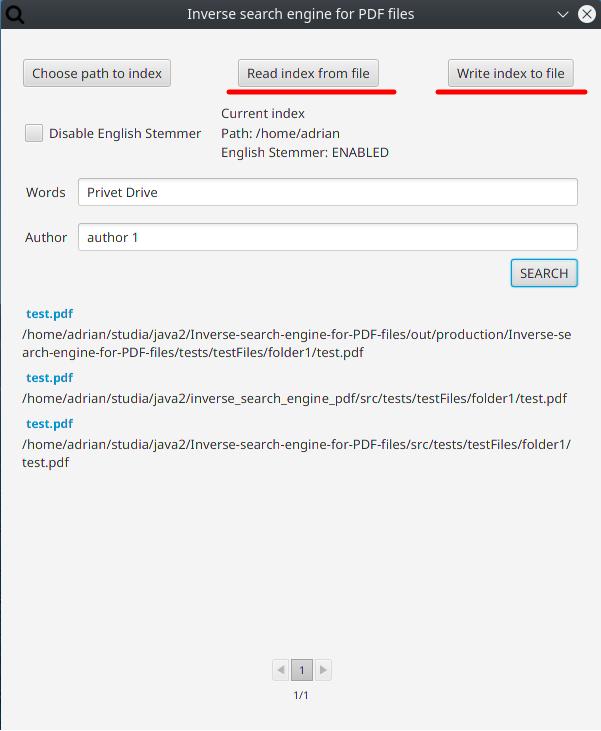 Inverse search engine for PDF files
Choose path to index
Read index from file
Write index to file
Disable English Stemmer
Current index
Path: /home/adrian
English Stemmer: ENABLED
Words
Privet Drive
Author
author 1
SEARCH
test.pdf
/home/adrian/studia/java2/Inverse-search-engine-for-PDF-files/out/production/Inverse-se-
arch-engine-for-PDF-files/tests/testFiles/folder1/test.pdf
test.pdf
/home/adrian/studia/java2/inverse_search_engine_pdf/src/tests/testFiles/folder1/test.pdf
test.pdf
/home/adrian/studia/java2/Inverse-search-engine-for-PDF-files/src/tests/testFiles/folder1/
test.pdf
1
1/1